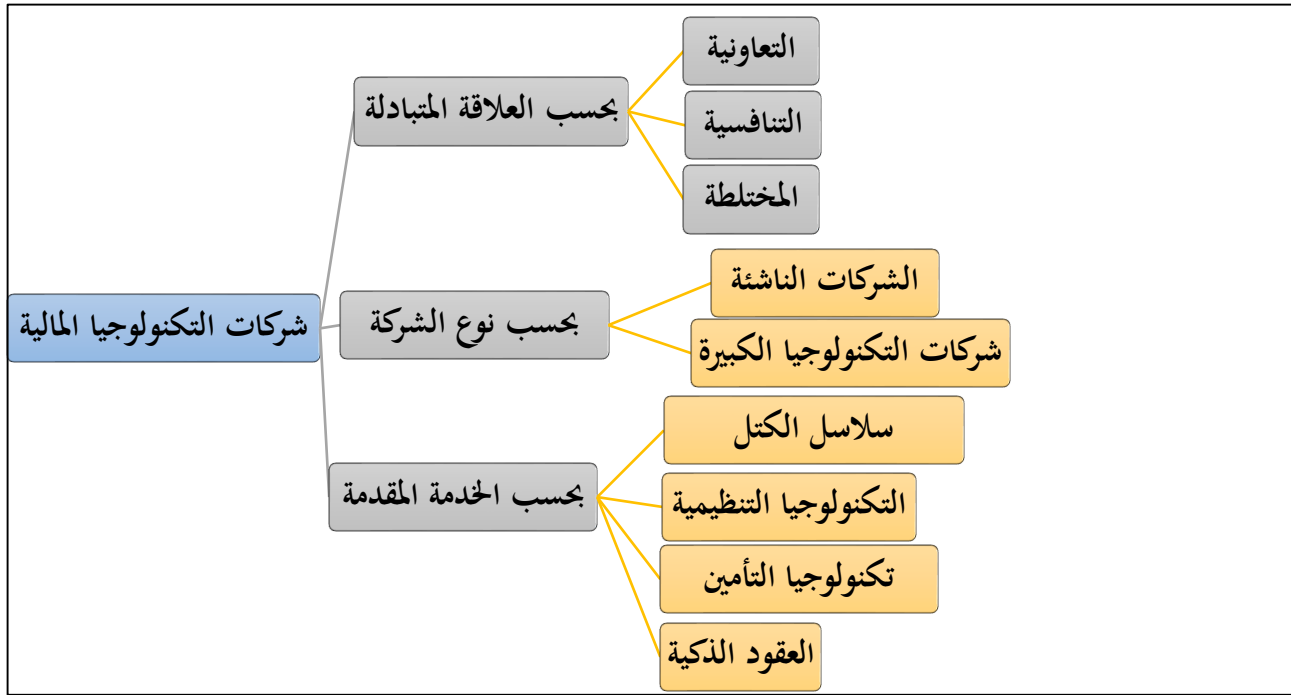 شركات التكنولوجيا المالية
بحسب العلاقة المتبادلة
التعاونية
التنافسية
المختلطة
بحسب نوع الشركة
الشركات الناشئة
شركات التكنولوجيا الكبيرة
بحسب الخدمة المقدمة
سلاسل الكتل
التكنولوجيا التنظيمية
تكنولوجيا التأمين
العقود الذكية